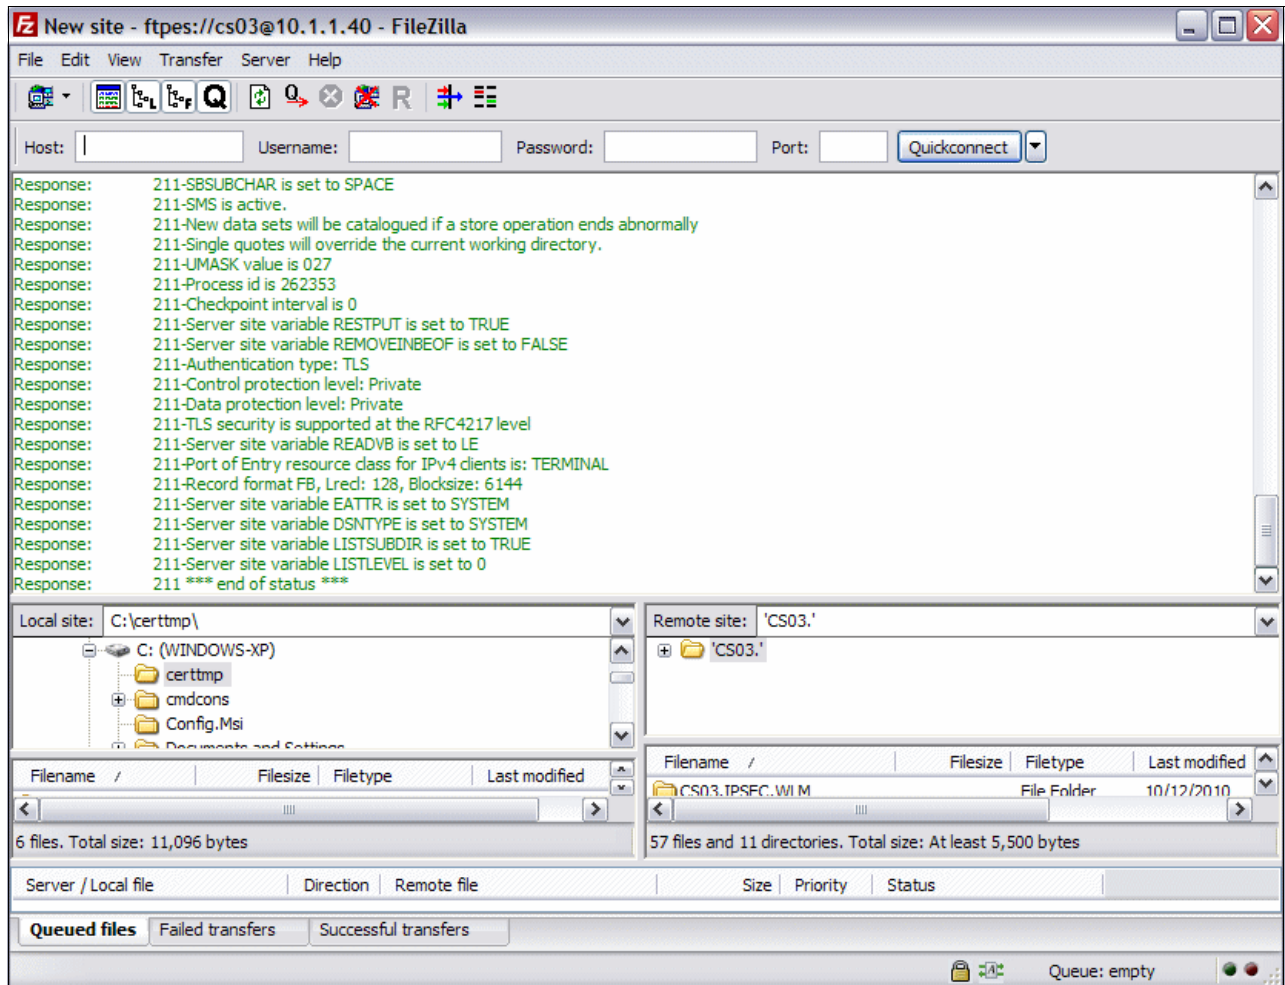 New site - ftpes://cs03@10.1.1.40 - FileZilla
File Edit View Transfer Server Help
Host: Username: Password: Port: Quickconnect
Response: 211-SBSUBCHAR is set to SPACE
Response: 211-SMS is active.
Response: 211-New data sets will be catalogued if a store operation ends abnormally
Response: 211-Single quotes will override the current working directory.
Response: 211-UMASK value is 027
Response: 211-Process id is 262353
Response: 211-Checkpoint interval is 0
Response: 211-Server site variable RESTPUT is set to TRUE
Response: 211-Server site variable REMOVEINBEOF is set to FALSE
Response: 211-Authentication type: TLS
Response: 211-Control protection level: Private
Response: 211-Data protection level: Private
Response: 211-TLS security is supported at the RFC4217 level
Response: 211-Server site variable READVB is set to LE
Response: 211-Port of Entry resource class for IPv4 clients is: TERMINAL
Response: 211-Record format FB, Lrecl: 128, Blocksize: 6144
Response: 211-Server site variable EATTR is set to SYSTEM
Response: 211-Server site variable DSNTYPE is set to SYSTEM
Response: 211-Server site variable LISTSUBDIR is set to TRUE
Response: 211-Server site variable LISTLEVEL is set to 0
Response: 211 *** end of status ***
Local site: C:\certtmp\
C: (WINDOWS-XP)
certtmp
cmdcons
Config.Msi
Documents and Settings
Filename / Filesize Filetype Last modified
6 files. Total size: 11,096 bytes
Remote site: 'CS03.'
'CS03.'
Filename / Filesize Filetype Last modified
CS03.IPSEC.WLM File Folder 10/12/2010
57 files and 11 directories. Total size: At least 5,500 bytes
Server / Local file Direction Remote file Size Priority Status
Queued files Failed transfers Successful transfers
Queue: empty